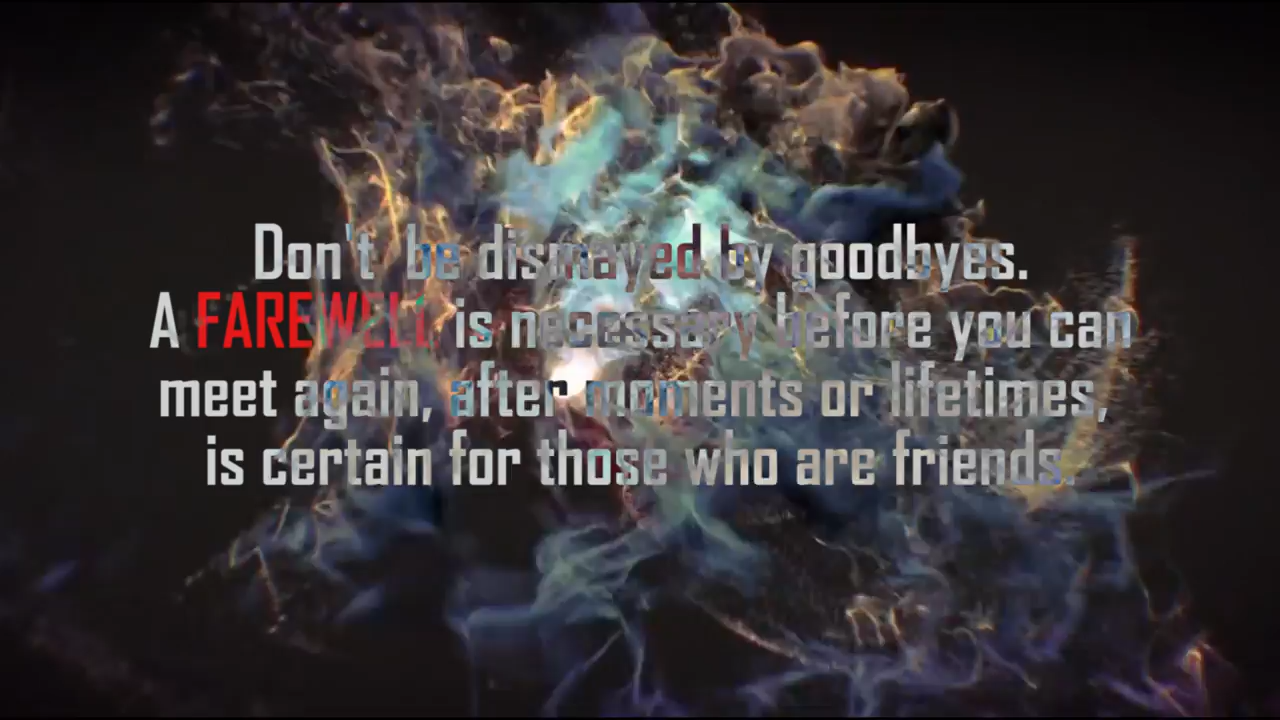 Don't be dismayed by goodbyes.
A FAREWELL is necessary before you can
meet again, after moments or lifetimes,
is certain for those who are friends.